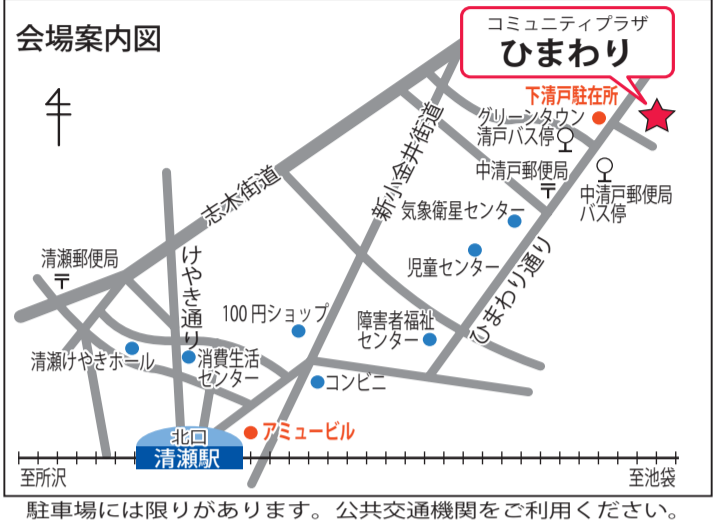 会場案内図
コミュニティプラザ
ひまわり
下清戸駐在所
グリーンタウン
清戸バス停
中清戸郵便局
〒
中清戸郵便局
バス停
新小金井街道
志木街道
気象衛星センター
児童センター
ひまわり通り
清瀬郵便局
〒
けやき通り
100円ショップ
障害者福祉
センター
清瀬けやきホール
消費生活
センター
コンビニ
アミュービル
北口
清瀬駅
至所沢
至池袋
駐車場には限りがあります。公共交通機関をご利用ください。